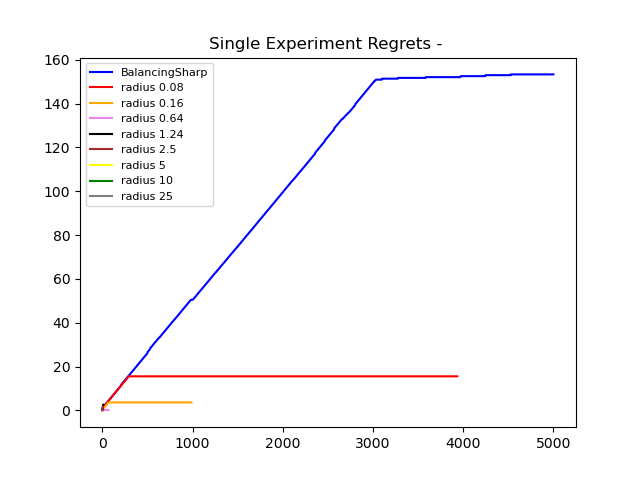 Single Experiment Regrets -
160
140
120
100
80
60
40
20
0
BalancingSharp
radius 0.08
radius 0.16
radius 0.64
radius 1.24
radius 2.5
radius 5
radius 10
radius 25
0 1000 2000 3000 4000 5000